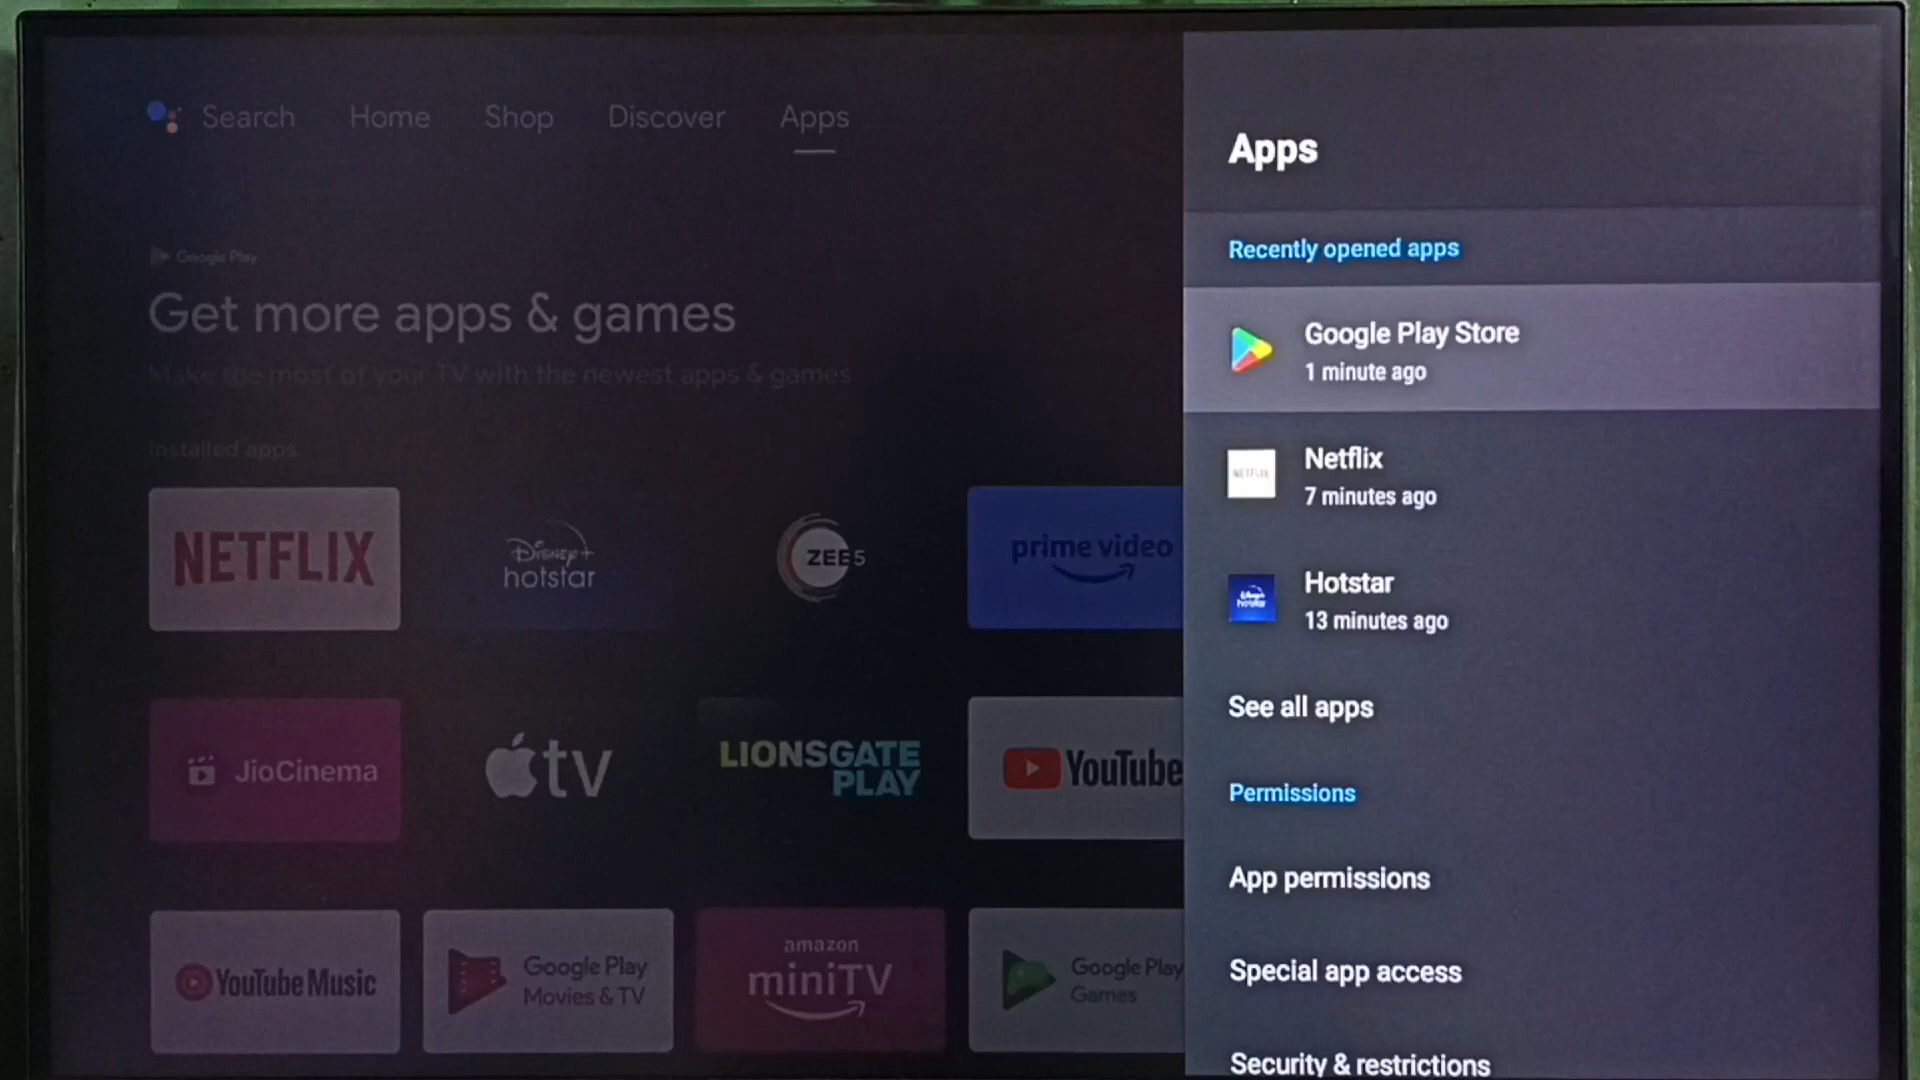 Search Home Shop Discover Apps
Google Play
Get more apps & games
Make the most of your TV with the newest apps & games
Installed apps
NETFLIX
Disney+
hotstar
ZEE5
prime video
JioCinema
tv
LIONSGATE
PLAY
YouTube
YouTube Music
Google Play
Movies & TV
amazon
miniTV
Google Play
Games
Apps
Recently opened apps
Google Play Store
1 minute ago
NETFLIX
Netflix
7 minutes ago
Disney+
hotstar
Hotstar
13 minutes ago
See all apps
Permissions
App permissions
Special app access
Security & restrictions